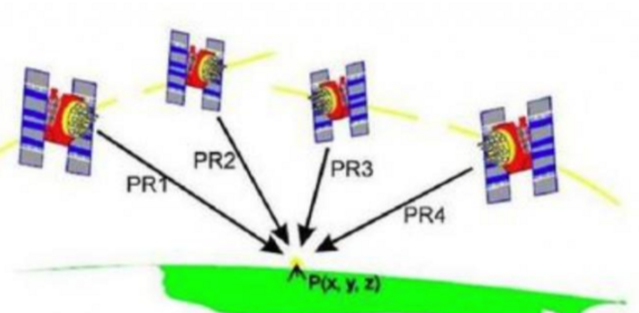 PR1
PR2
PR3
PR4
P(x, y, z)